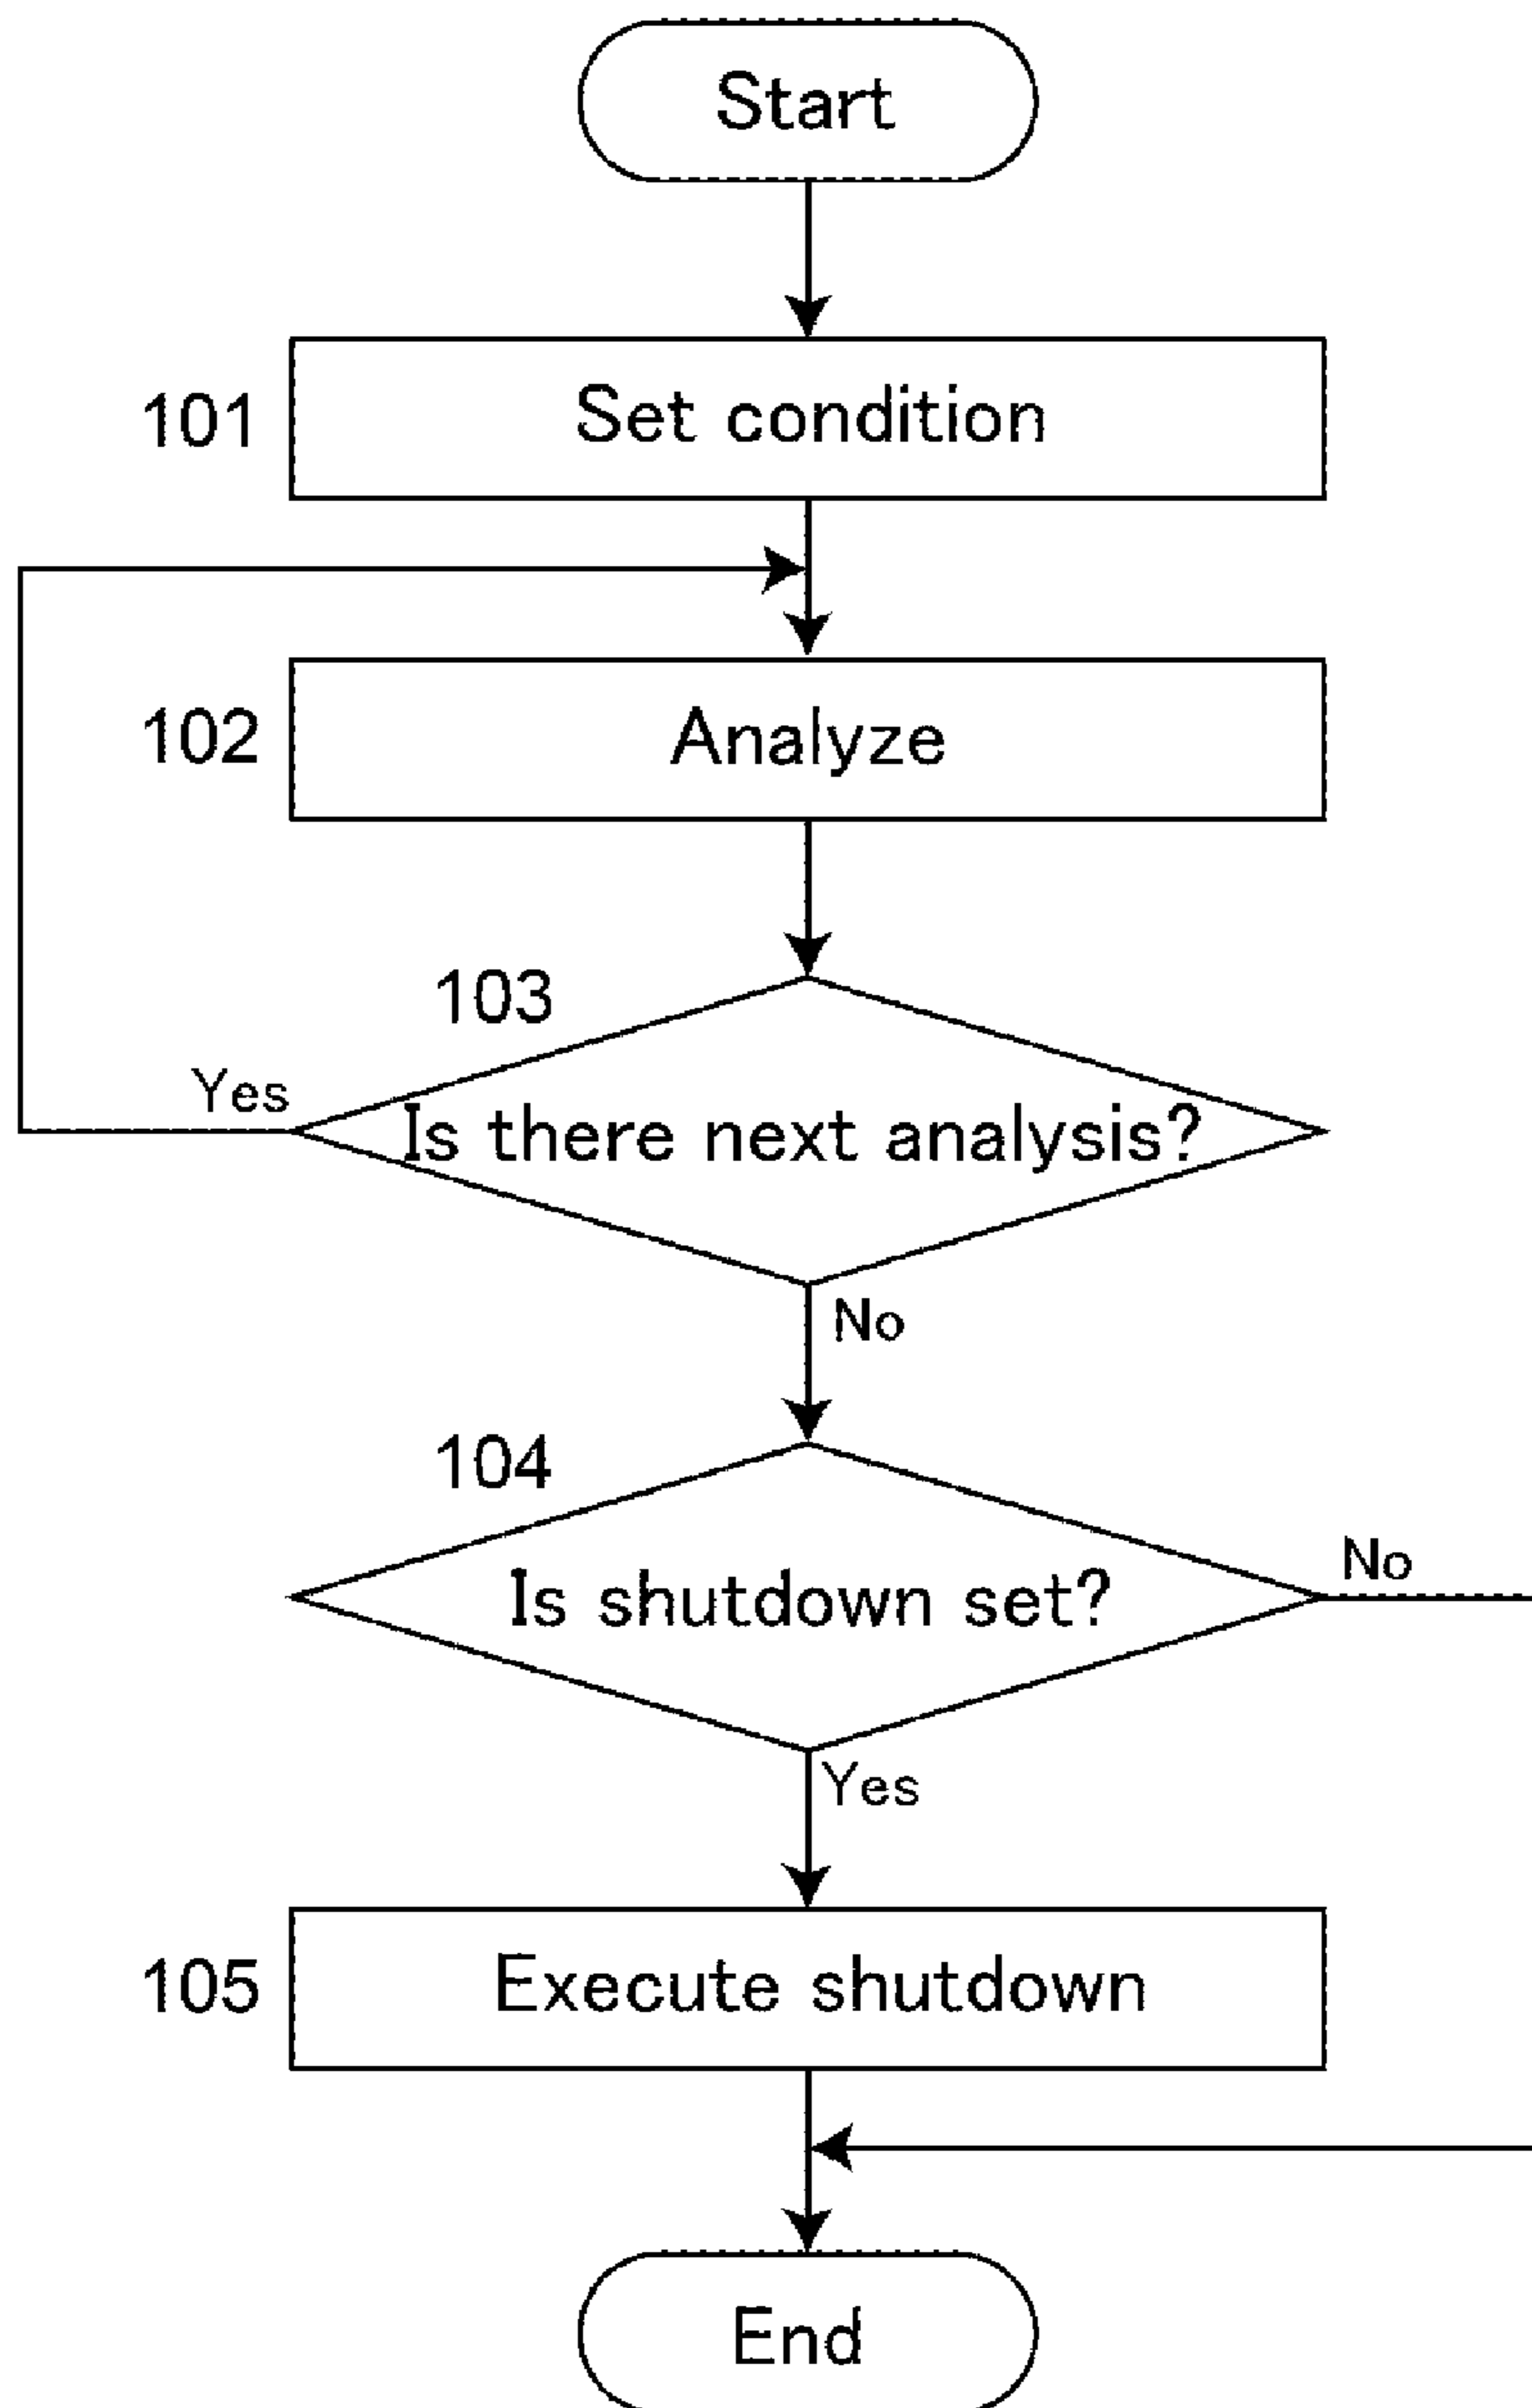 Start
101
Set condition
102
Analyze
103
Yes
Is there next analysis?
No
104
No
Is shutdown set?
Yes
105
Execute shutdown
End